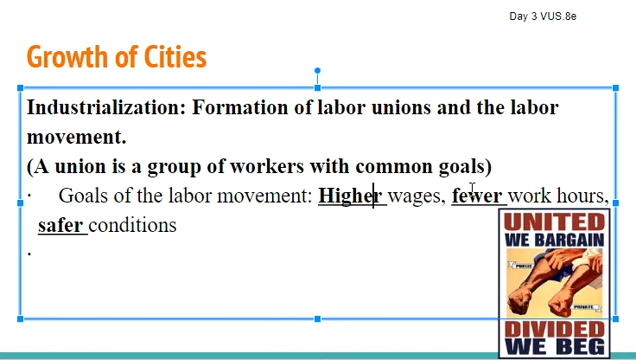 Day 3 VUS.8e
Growth of Cities
Industrialization: Formation of labor unions and the labor
movement.
(A union is a group of workers with common goals)
· Goals of the labor movement: Higher wages, fewer work hours,
safer conditions
·
UNITED
WE BARGAIN
PUBLIC
PRIVATE
DIVIDED
WE BEG